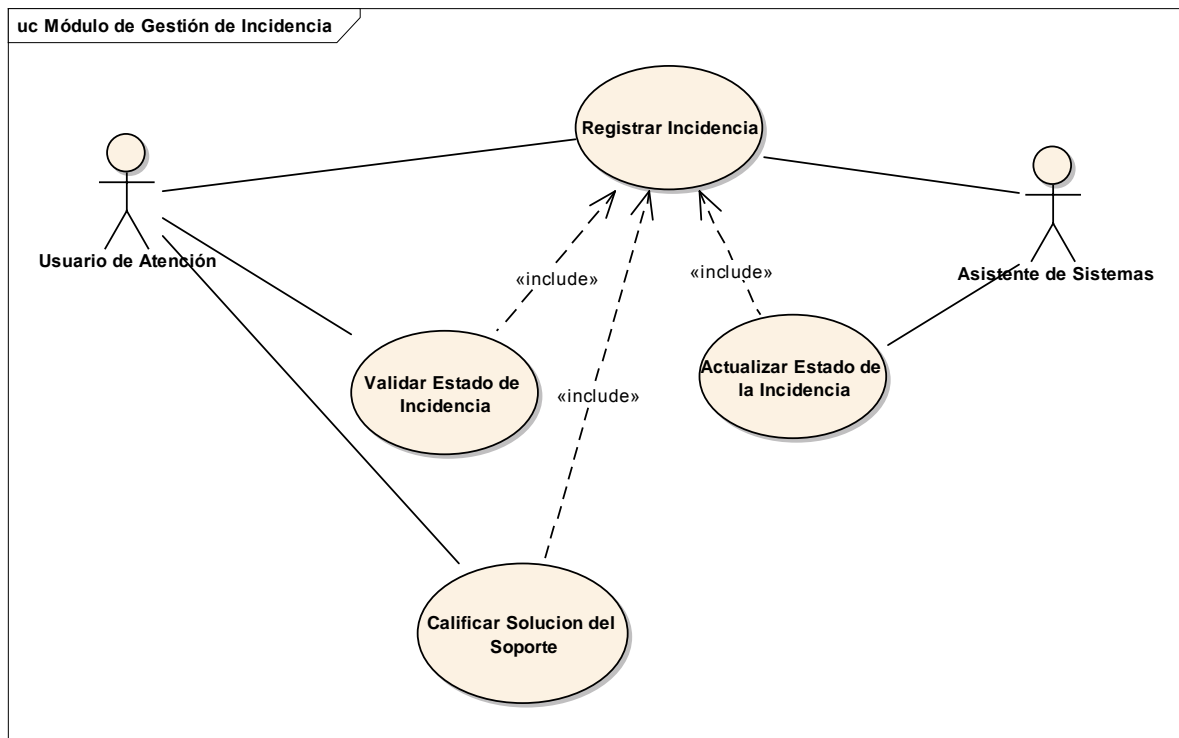 uc Módulo de Gestión de Incidencia
Registrar Incidencia
Usuario de Atención
Asistente de Sistemas
«include»
«include»
«include»
Validar Estado de
Incidencia
Actualizar Estado de
la Incidencia
Calificar Solucion del
Soporte